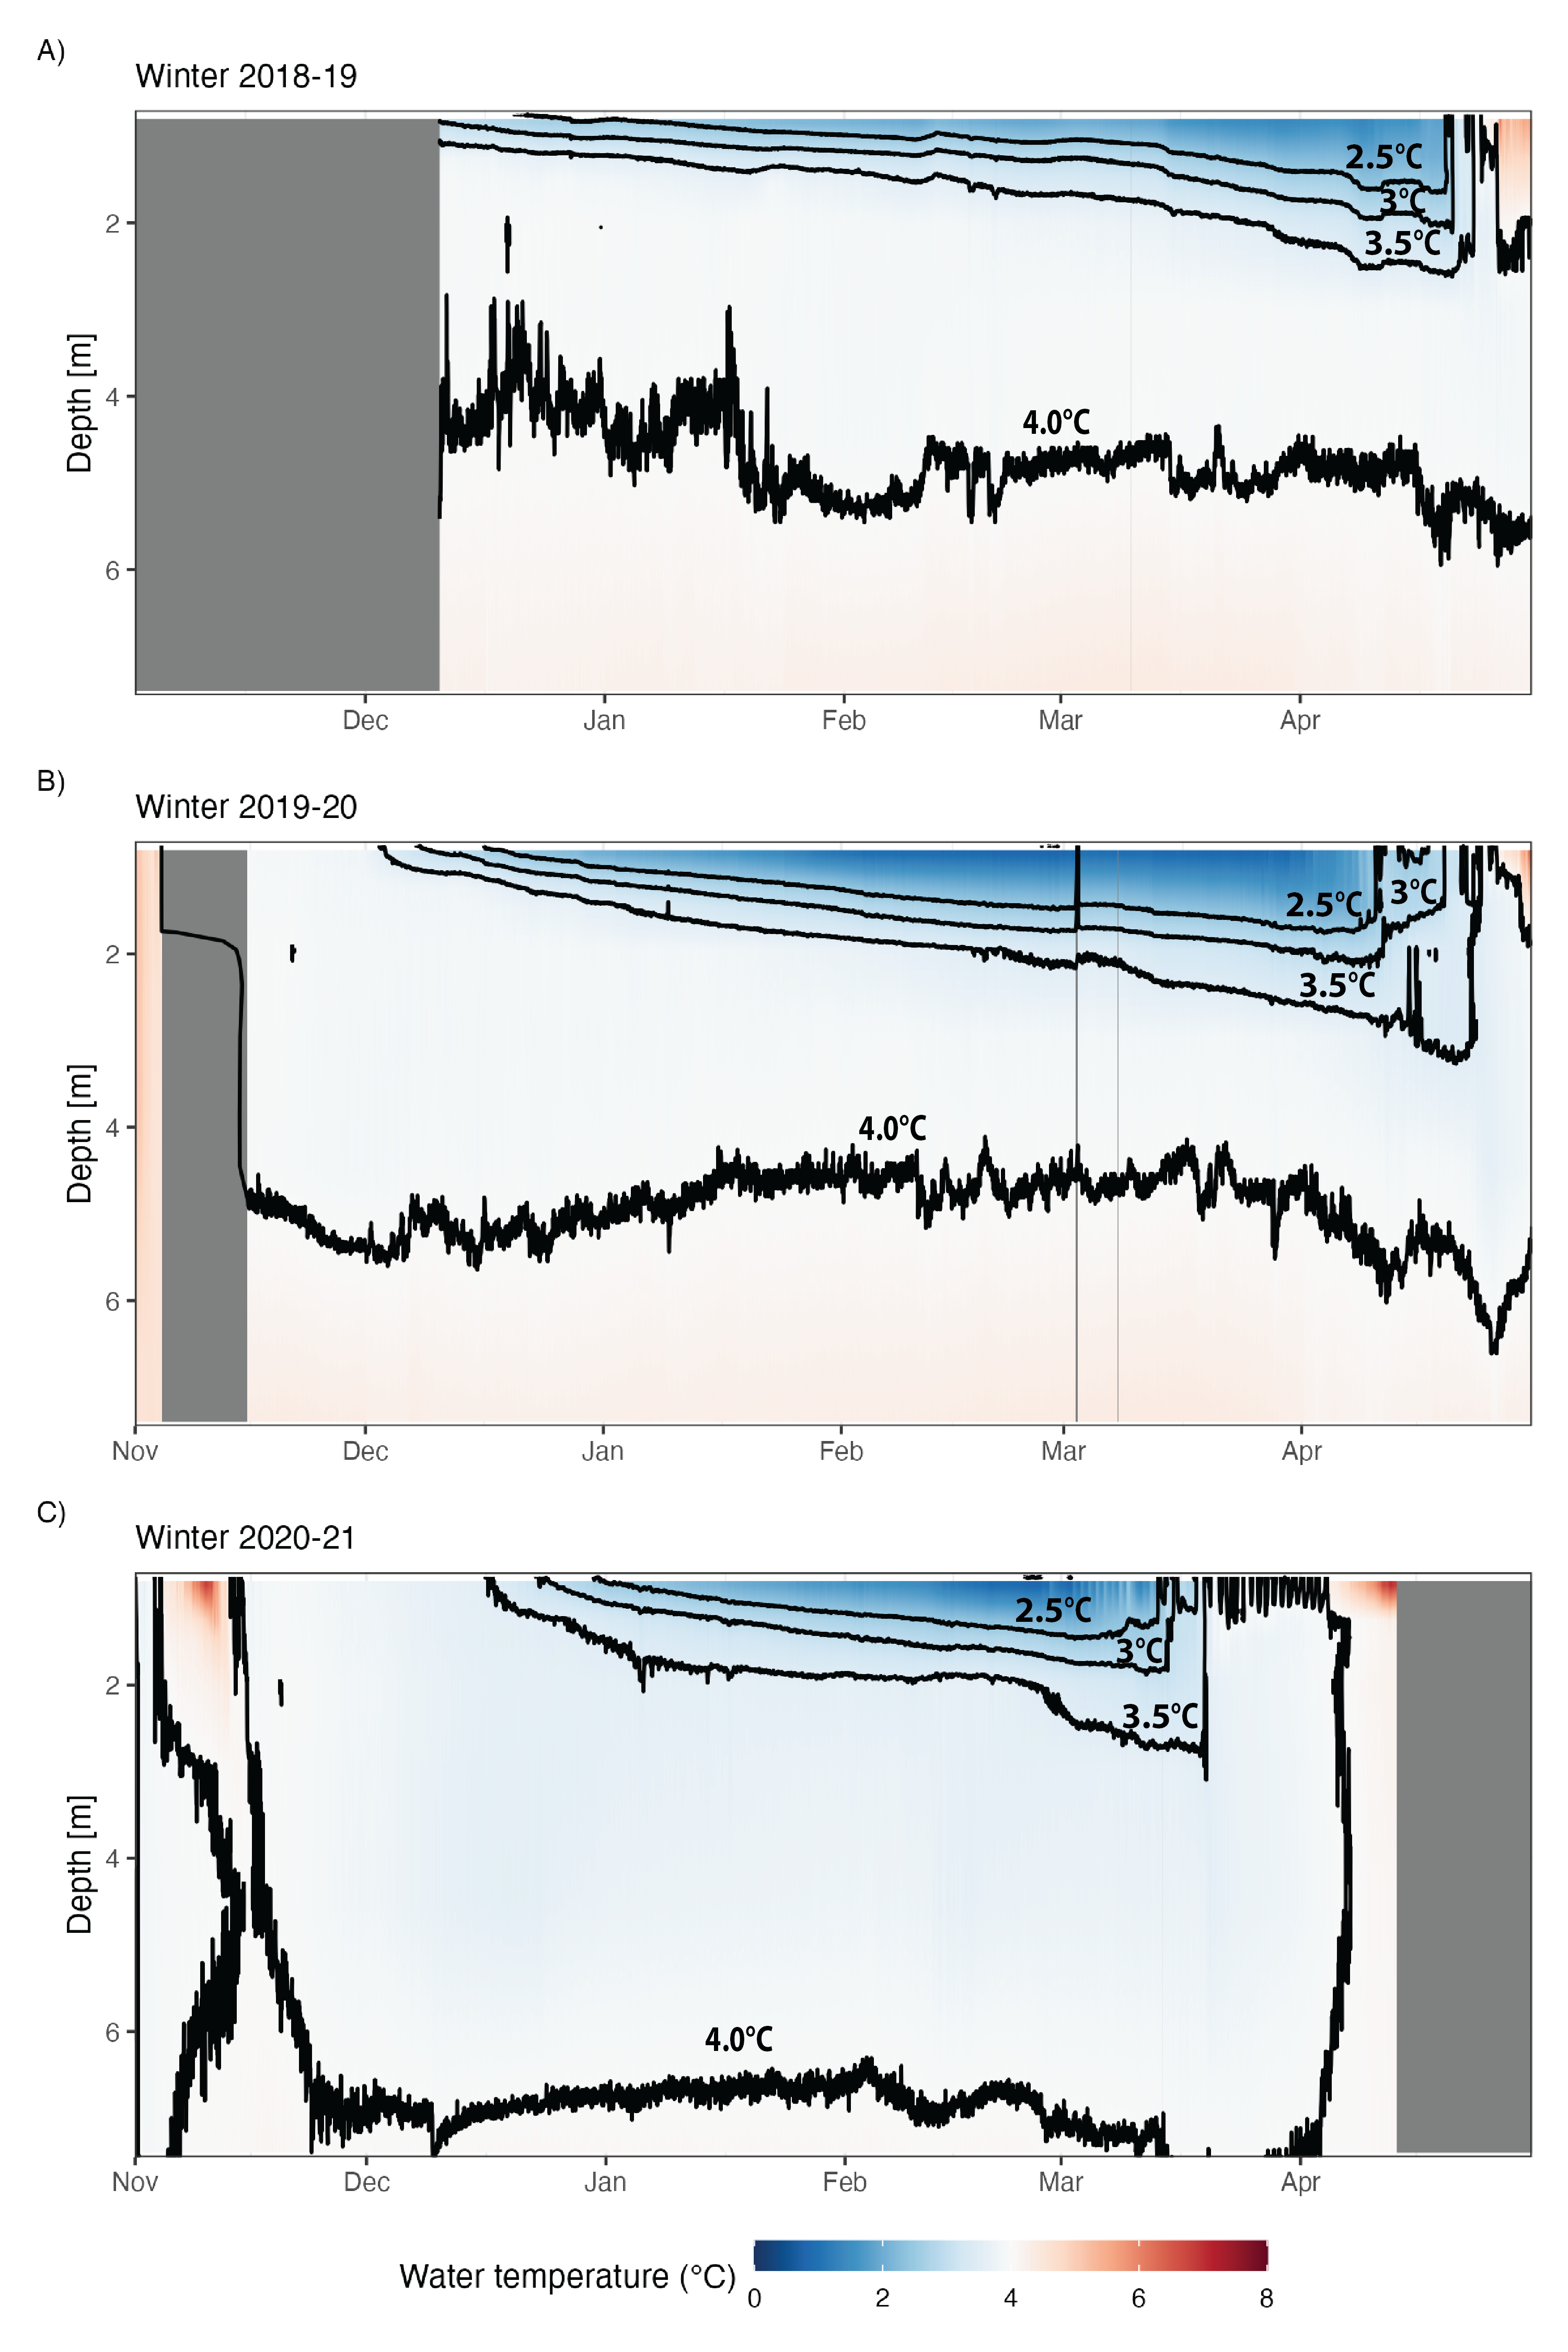 A)
Winter 2018-19
2.5°C
3°C
2
3.5°C
Depth [m]
4
4.0°C
6
Dec Jan Feb Mar Apr
B)
Winter 2019-20
2.5°C
3°C
2
3.5°C
Depth [m]
4
4.0°C
6
Nov Dec Jan Feb Mar Apr
C)
Winter 2020-21
2.5°C
3°C
2
3.5°C
Depth [m]
4
6
4.0°C
Nov Dec Jan Feb Mar Apr
Water temperature (°C)
0 2 4 6 8